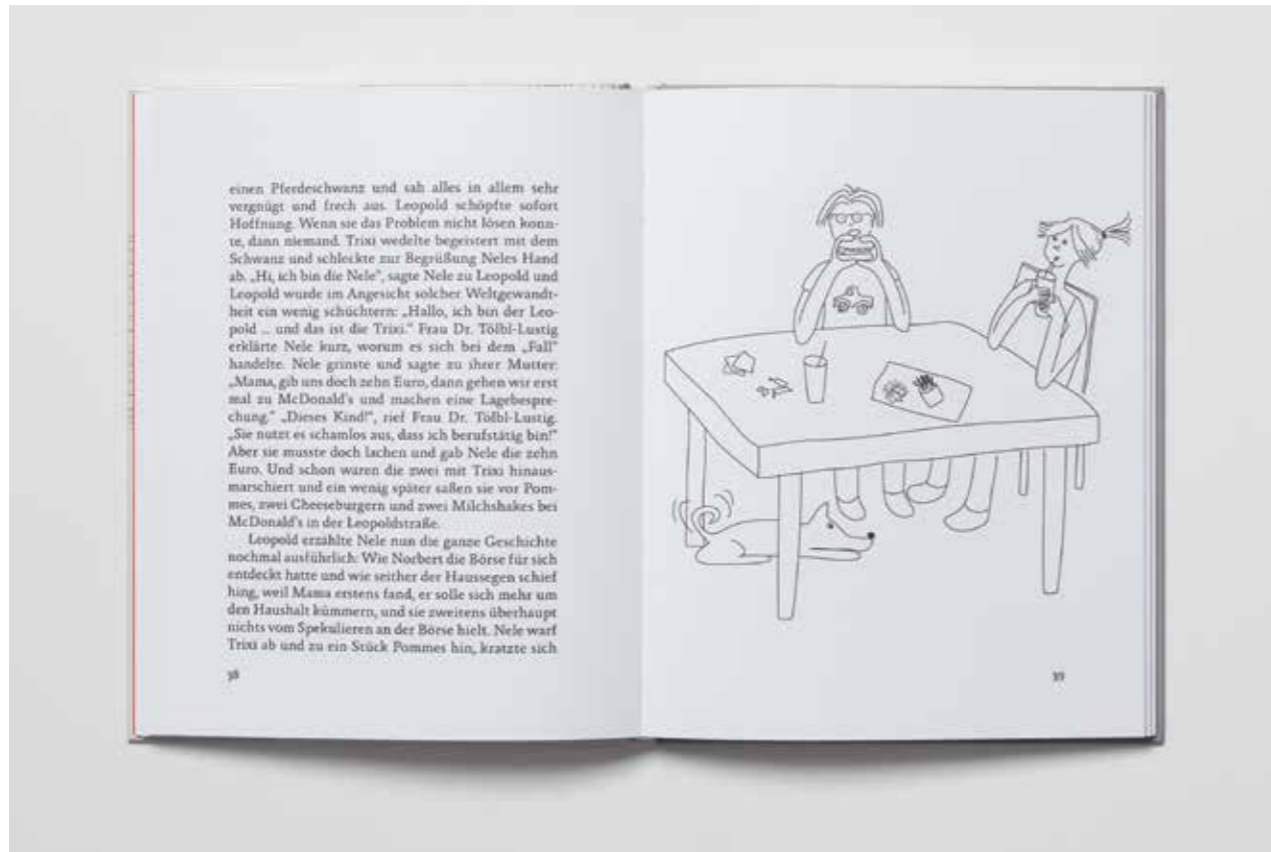 einen Pferdeschwanz und sah alles in allem sehr
vergnügt und frech aus. Leopold schöpfte sofort
Hoffnung. Wenn sie das Problem nicht lösen konn-
te, dann niemand. Trixi wedelte begeistert mit dem
Schwanz und schleckte zur Begrüßung Neles Hand
ab. „Hi, ich bin die Nele“, sagte Nele zu Leopold und
Leopold wurde im Angesicht solcher Weltgewandt-
heit ein wenig schüchtern: „Hallo, ich bin der Leo-
pold ... und das ist die Trixi.“ Frau Dr. Tölbl-Lustig
erklärte Nele kurz, worum es sich bei dem „Fall“
handelte. Nele grinste und sagte zu ihrer Mutter:
„Mama, gib uns doch zehn Euro, dann gehen wir erst
mal zu McDonald's und machen eine Lagebespre-
chung.“ „Dieses Kind!“, rief Frau Dr. Tölbl-Lustig.
„Sie nutzt es schamlos aus, dass ich berufstätig bin!“
Aber sie musste doch lachen und gab Nele die zehn
Euro. Und schon waren die zwei mit Trixi hinaus-
marschiert und ein wenig später saßen sie vor Pom-
mes, zwei Cheeseburgern und zwei Milchshakes bei
McDonald's in der Leopoldstraße.
Leopold erzählte Nele nun die ganze Geschichte
nochmal ausführlich: Wie Norbert die Börse für sich
entdeckt hatte und wie seither der Haussegen schief
hing, weil Mama erstens fand, er solle sich mehr um
den Haushalt kümmern, und sie zweitens überhaupt
nichts vom Spekulieren an der Börse hielt. Nele warf
Trixi ab und zu ein Stück Pommes hin, kratzte sich
38
39